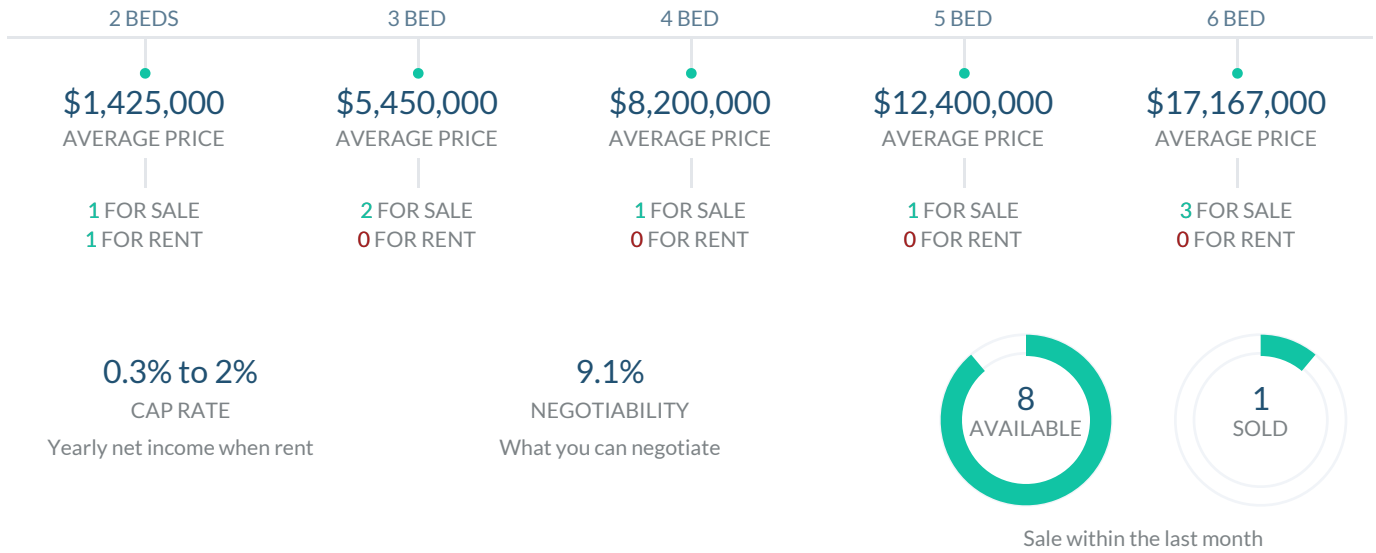 2 BEDS
3 BED
4 BED
5 BED
6 BED
$1,425,000
$5,450,000
$8,200,000
$12,400,000
$17,167,000
AVERAGE PRICE
AVERAGE PRICE
AVERAGE PRICE
AVERAGE PRICE
AVERAGE PRICE
1 FOR SALE
2 FOR SALE
1 FOR SALE
1 FOR SALE
3 FOR SALE
1 FOR RENT
0 FOR RENT
0 FOR RENT
0 FOR RENT
0 FOR RENT
0.3% to 2%
CAP RATE
Yearly net income when rent
9.1%
NEGOTIABILITY
What you can negotiate
8
AVAILABLE
1
SOLD
Sale within the last month